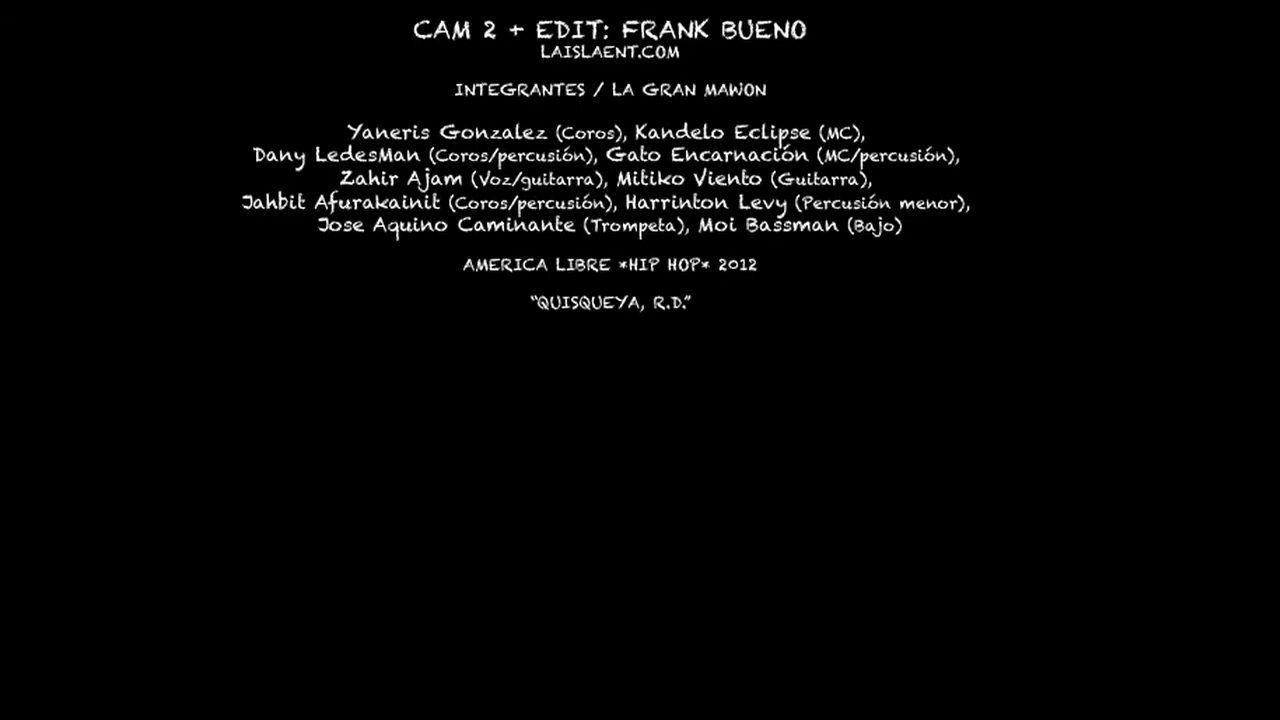 CAM 2 + EDIT: FRANK BUENO
LAISLAENT.COM
INTEGRANTES / LA GRAN MAWON
Yaneris Gonzalez (Coros), Kandelo Eclipse (MC),
Dany LedesMan (Coros/percusión), Gato Encarnación (MC/percusión),
Zahir Ajam (Voz/guitarra), Mitiko Viento (Guitarra),
Jahbit Afurakainit (Coros/percusión), Harrinton Levy (Percusión menor),
Jose Aquino Caminante (Trompeta), Moi Bassman (Bajo)
AMERICA LIBRE *HIP HOP* 2012
"QUISQUEYA, R.D."